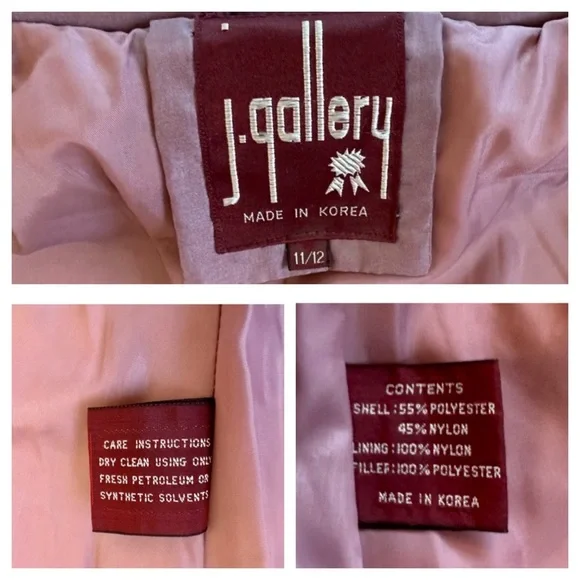 j.gallery
MADE IN KOREA
11/12
CARE INSTRUCTIONS
DRY CLEAN USING ONLY
FRESH PETROLEUM OR
SYNTHETIC SOLVENTS
CONTENTS
SHELL:55% POLYESTER
45% NYLON
LINING:100% NYLON
FILLER:100% POLYESTER
MADE IN KOREA